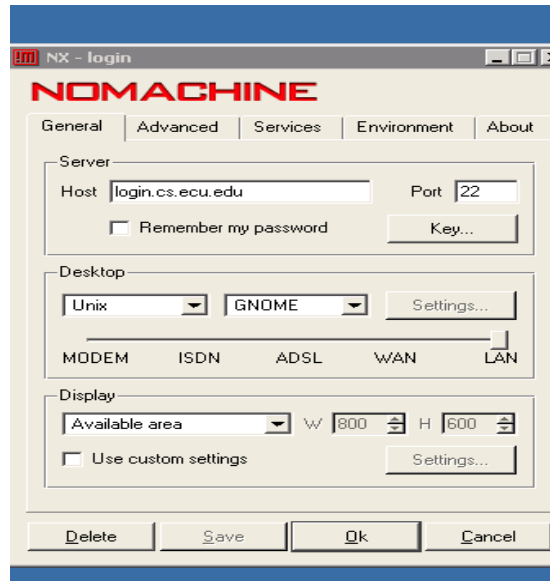 !M NX - login
NOMACHINE
General Advanced Services Environment About
Server
Host login.cs.ecu.edu Port 22
Remember my password Key...
Desktop
Unix GNOME Settings...
MODEM ISDN ADSL WAN LAN
Display
Available area W 800 H 600
Use custom settings Settings...
Delete Save Ok Cancel